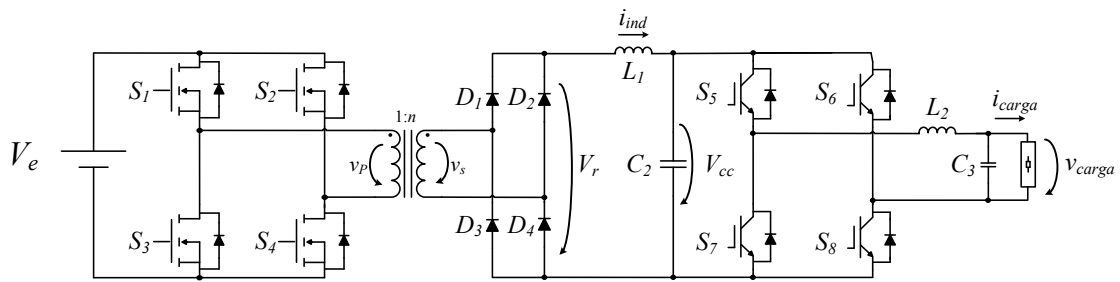 i_ind
L_1
S_1
S_2
D_1
D_2
S_5
S_6
i_carga
L_2
1:n
V_e
v_P
v_s
V_r
C_2
V_cc
C_3
v_carga
S_3
S_4
D_3
D_4
S_7
S_8